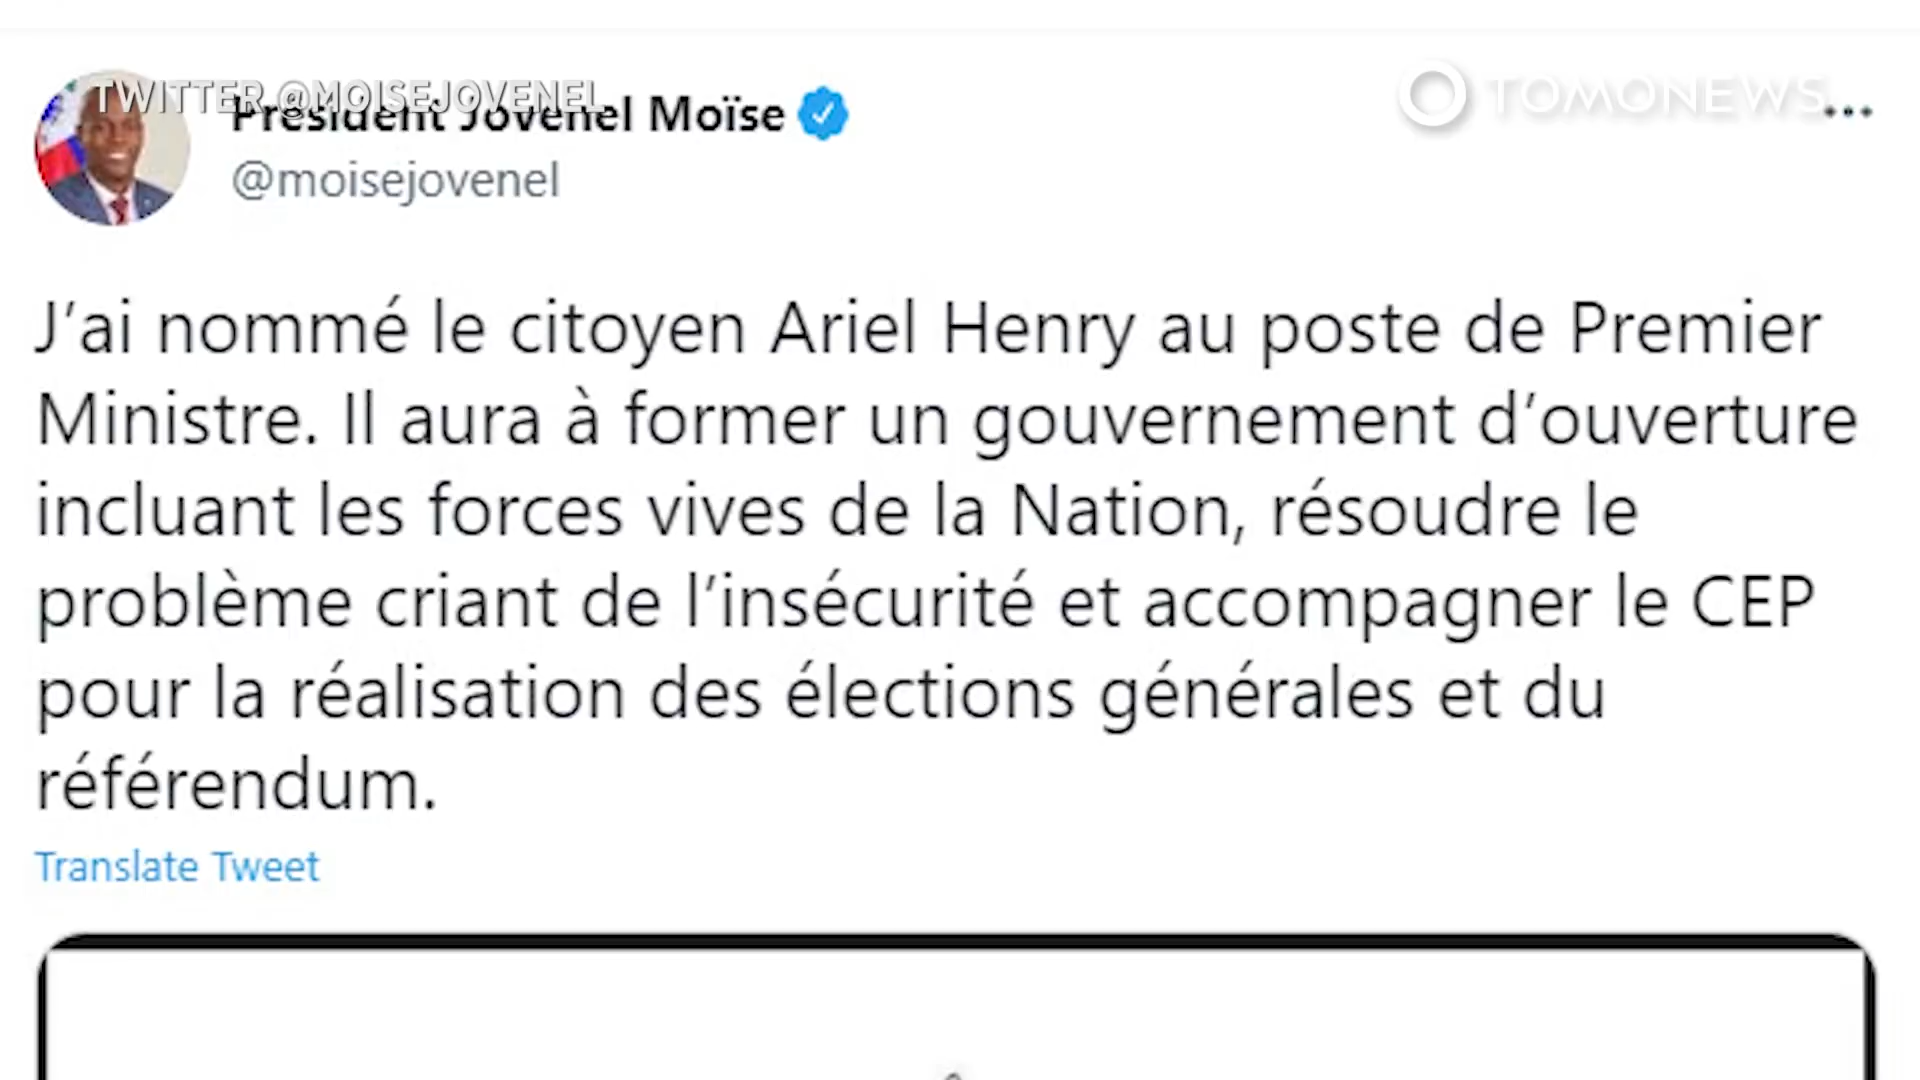 TWITTER @MOISEJOVENEL
TOMONEWS
Président Jovenel Moïse
@moisejovenel
J’ai nommé le citoyen Ariel Henry au poste de Premier
Ministre. Il aura à former un gouvernement d’ouverture
incluant les forces vives de la Nation, résoudre le
problème criant de l’insécurité et accompagner le CEP
pour la réalisation des élections générales et du
référendum.
Translate Tweet